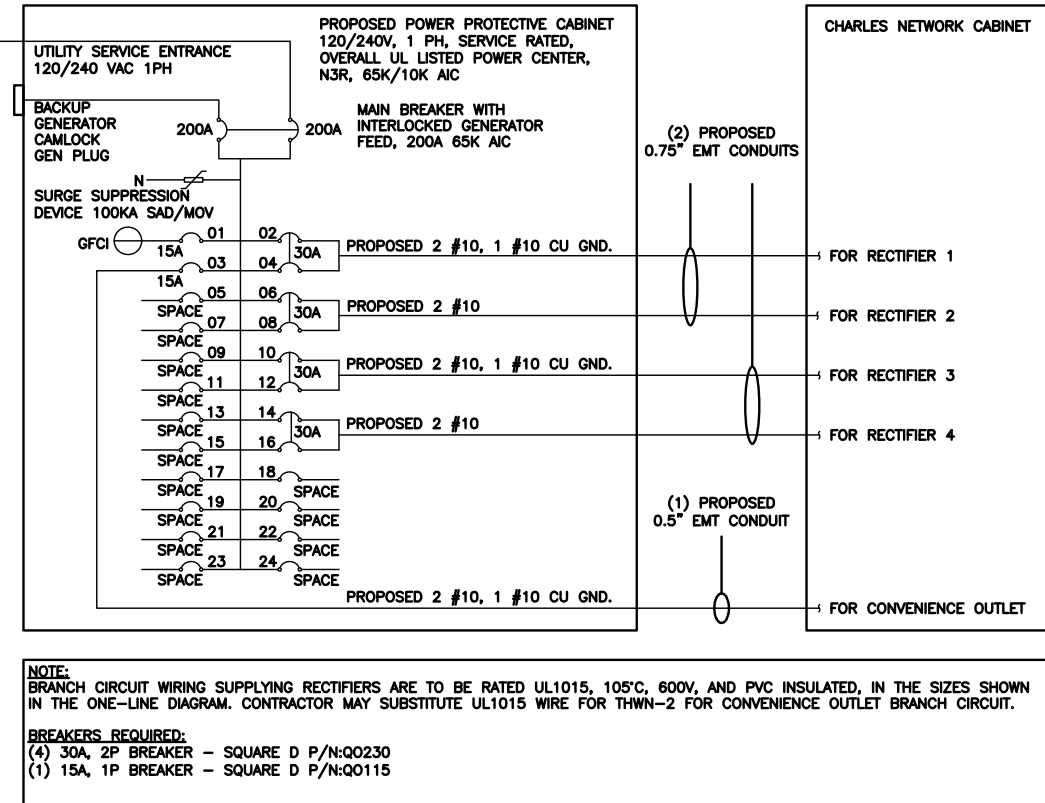 PROPOSED POWER PROTECTIVE CABINET
120/240V, 1 PH, SERVICE RATED,
OVERALL UL LISTED POWER CENTER,
N3R, 65K/10K AIC
CHARLES NETWORK CABINET
UTILITY SERVICE ENTRANCE
120/240 VAC 1PH
BACKUP
GENERATOR
CAMLOCK
GEN PLUG
200A
200A
MAIN BREAKER WITH
INTERLOCKED GENERATOR
FEED, 200A 65K AIC
(2) PROPOSED
0.75" EMT CONDUITS
N
SURGE SUPPRESSION
DEVICE 100KA SAD/MOV
GFCI
15A
01
02
30A
PROPOSED 2 #10, 1 #10 CU GND.
FOR RECTIFIER 1
15A
03
04
SPACE
05
06
30A
PROPOSED 2 #10
FOR RECTIFIER 2
SPACE
07
08
SPACE
09
10
30A
PROPOSED 2 #10, 1 #10 CU GND.
FOR RECTIFIER 3
SPACE
11
12
SPACE
13
14
30A
PROPOSED 2 #10
FOR RECTIFIER 4
SPACE
15
16
SPACE
17
18
SPACE
SPACE
19
20
SPACE
SPACE
21
22
SPACE
SPACE
23
24
SPACE
(1) PROPOSED
0.5" EMT CONDUIT
PROPOSED 2 #10, 1 #10 CU GND.
FOR CONVENIENCE OUTLET
NOTE:
BRANCH CIRCUIT WIRING SUPPLYING RECTIFIERS ARE TO BE RATED UL1015, 105°C, 600V, AND PVC INSULATED, IN THE SIZES SHOWN
IN THE ONE-LINE DIAGRAM. CONTRACTOR MAY SUBSTITUTE UL1015 WIRE FOR THWN-2 FOR CONVENIENCE OUTLET BRANCH CIRCUIT.
BREAKERS REQUIRED:
(4) 30A, 2P BREAKER - SQUARE D P/N:QO230
(1) 15A, 1P BREAKER - SQUARE D P/N:QO115